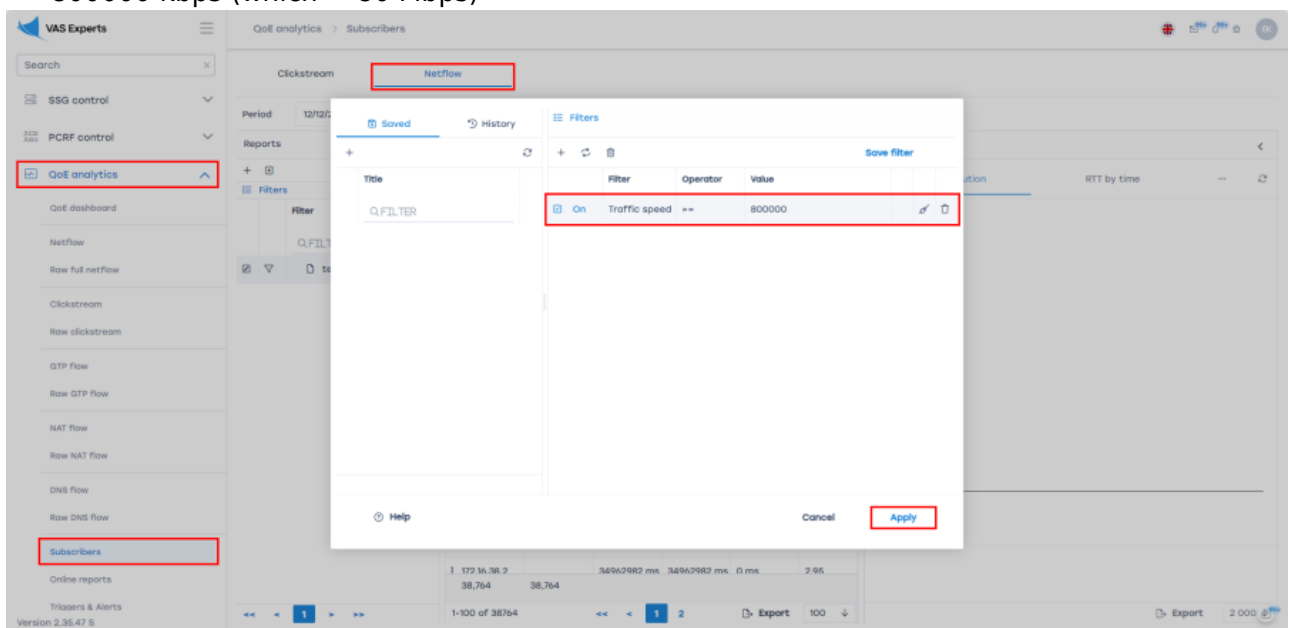 VAS Experts
QoE analytics > Subscribers
EK
Search
SSG control
PCRF control
QoE analytics
QoE dashboard
Netflow
Raw full netflow
Clickstream
Raw clickstream
GTP flow
Raw GTP flow
NAT flow
Raw NAT flow
DNS flow
Raw DNS flow
Subscribers
Online reports
Triggers & Alerts
Version 2.35.47 S
Clickstream
Netflow
Period 12/12/2
Reports
Filters
Filter
Saved
History
Title
FILTER
Filters
Save filter
Filter Operator Value
On Traffic speed >= 800000
Help
Cancel
Apply
RTT by time
172.16.38.2 34962982 ms 34962982 ms 0 ms 2.95
38,764 38,764
<< < 1 > >>
1-100 of 38764
<< < 1 2
Export 100
Export 2 000